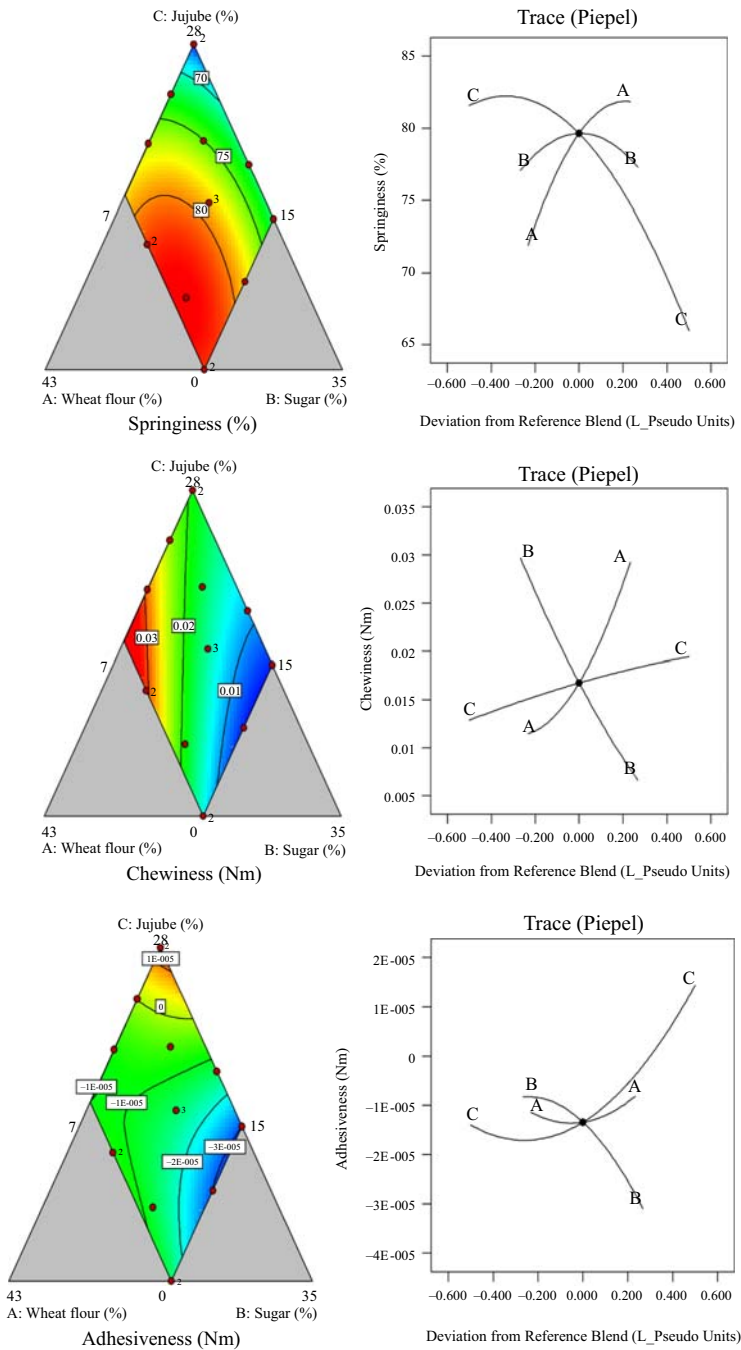 C: Jujube (%)
28
2
70
75
3
80
7
15
2
2
43
0
35
A: Wheat flour (%)
B: Sugar (%)
Springiness (%)
Trace (Piepel)
85
80
75
70
65
Springiness (%)
C
A
B
B
A
C
−0.600 −0.400 −0.200 0.000 0.200 0.400 0.600
Deviation from Reference Blend (L_Pseudo Units)
C: Jujube (%)
28
2
0.03
0.02
3
7
15
2
0.01
2
43
0
35
A: Wheat flour (%)
B: Sugar (%)
Chewiness (Nm)
Trace (Piepel)
0.035
0.03
0.025
0.02
0.015
0.01
0.005
Chewiness (Nm)
B
A
C
C
A
B
−0.600 −0.400 −0.200 0.000 0.200 0.400 0.600
Deviation from Reference Blend (L_Pseudo Units)
C: Jujube (%)
28
2
1E-005
0
−1E-005
−1E-005
3
7
15
−3E-005
2
−2E-005
2
43
0
35
A: Wheat flour (%)
B: Sugar (%)
Adhesiveness (Nm)
Trace (Piepel)
2E-005
1E-005
0
−1E-005
−2E-005
−3E-005
−4E-005
Adhesiveness (Nm)
C
B
A
A
C
B
−0.600 −0.400 −0.200 0.000 0.200 0.400 0.600
Deviation from Reference Blend (L_Pseudo Units)